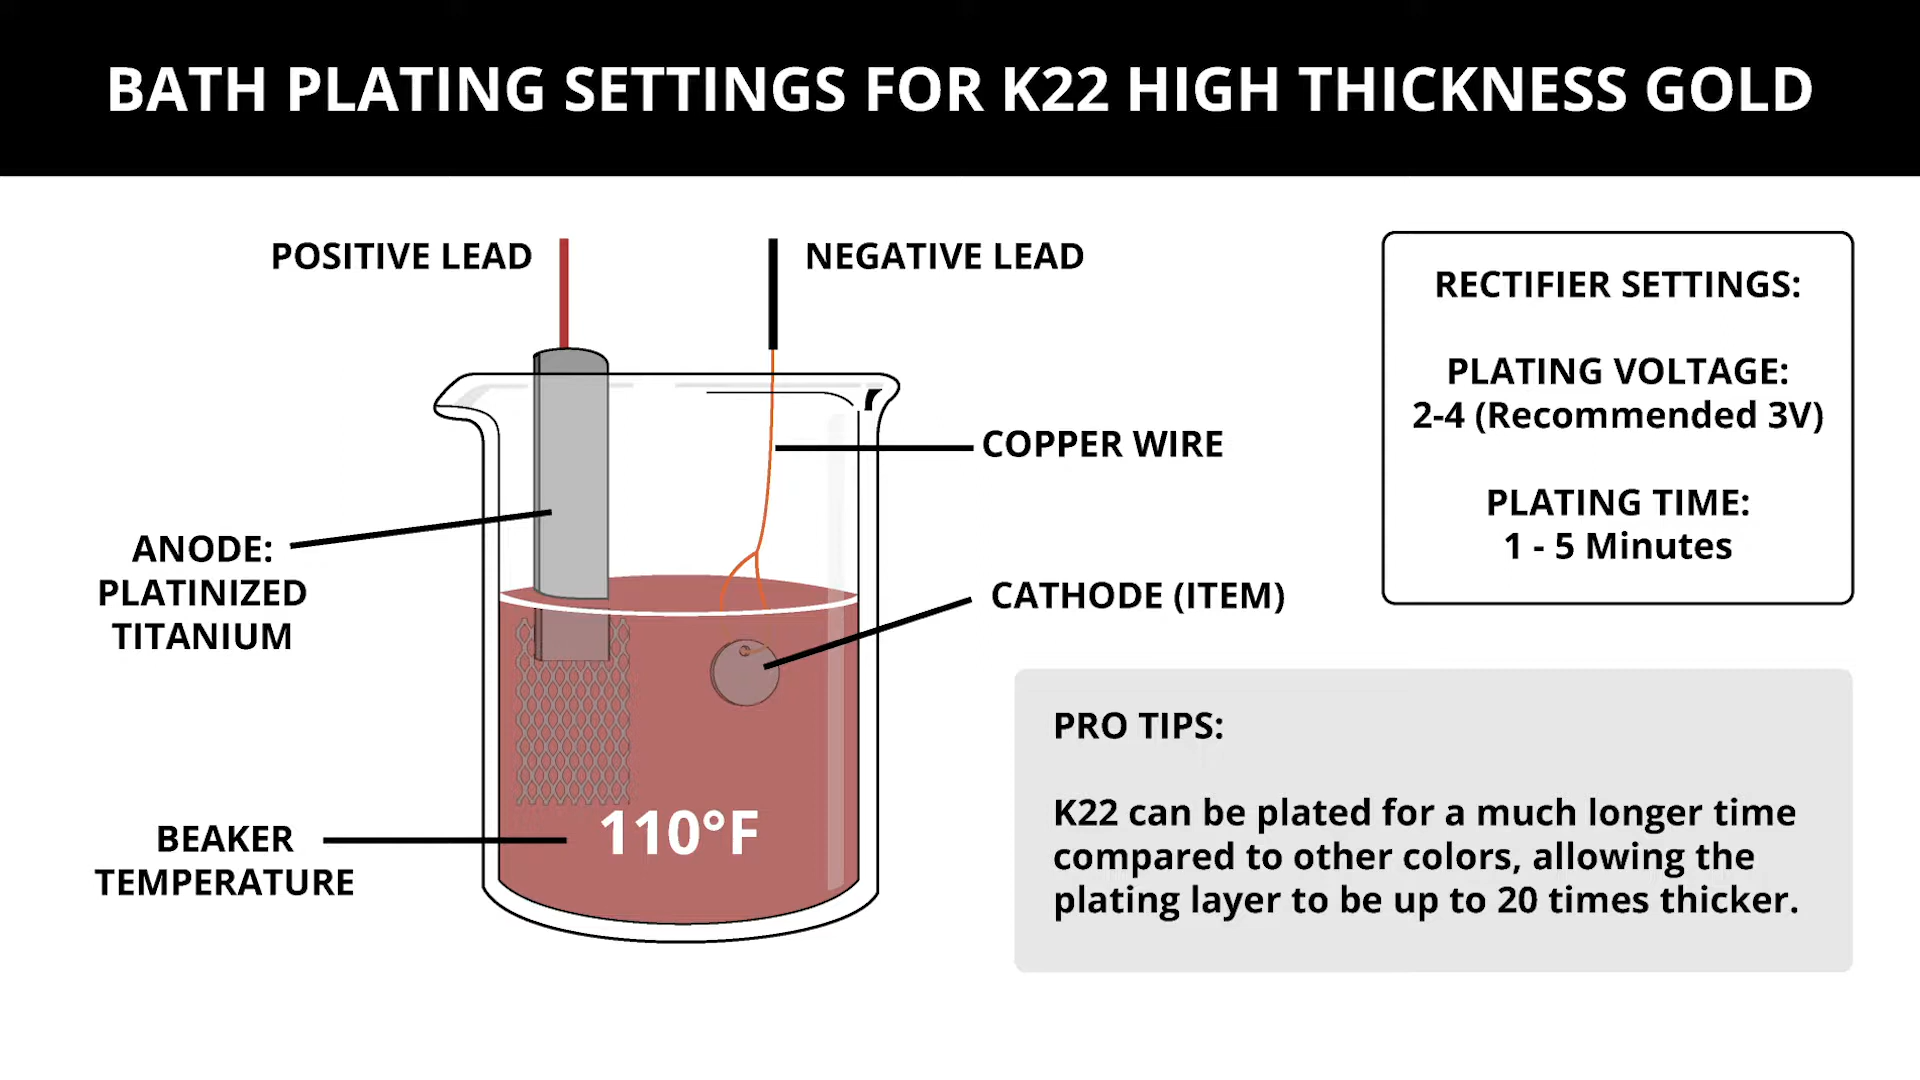 BATH PLATING SETTINGS FOR K22 HIGH THICKNESS GOLD
POSITIVE LEAD
NEGATIVE LEAD
COPPER WIRE
ANODE:
PLATINIZED
TITANIUM
CATHODE (ITEM)
BEAKER
TEMPERATURE
110°F
RECTIFIER SETTINGS:
PLATING VOLTAGE:
2-4 (Recommended 3V)
PLATING TIME:
1 - 5 Minutes
PRO TIPS:
K22 can be plated for a much longer time
compared to other colors, allowing the
plating layer to be up to 20 times thicker.